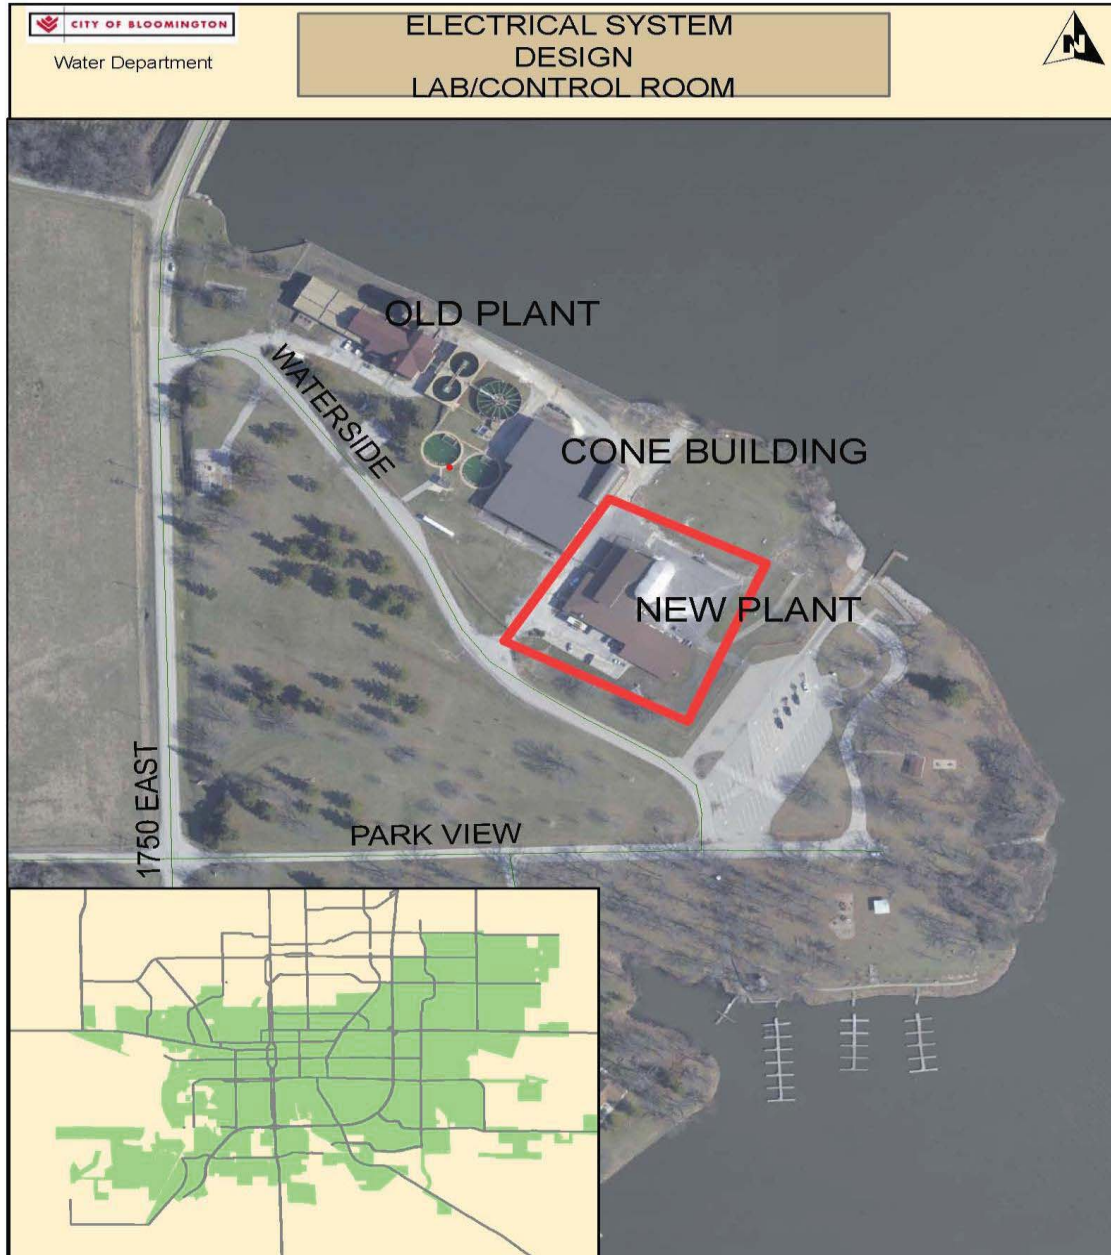 CITY OF BLOOMINGTON
Water Department
ELECTRICAL SYSTEM
DESIGN
LAB/CONTROL ROOM
N
OLD PLANT
WATERSIDE
CONE BUILDING
NEW PLANT
1750 EAST
PARK VIEW